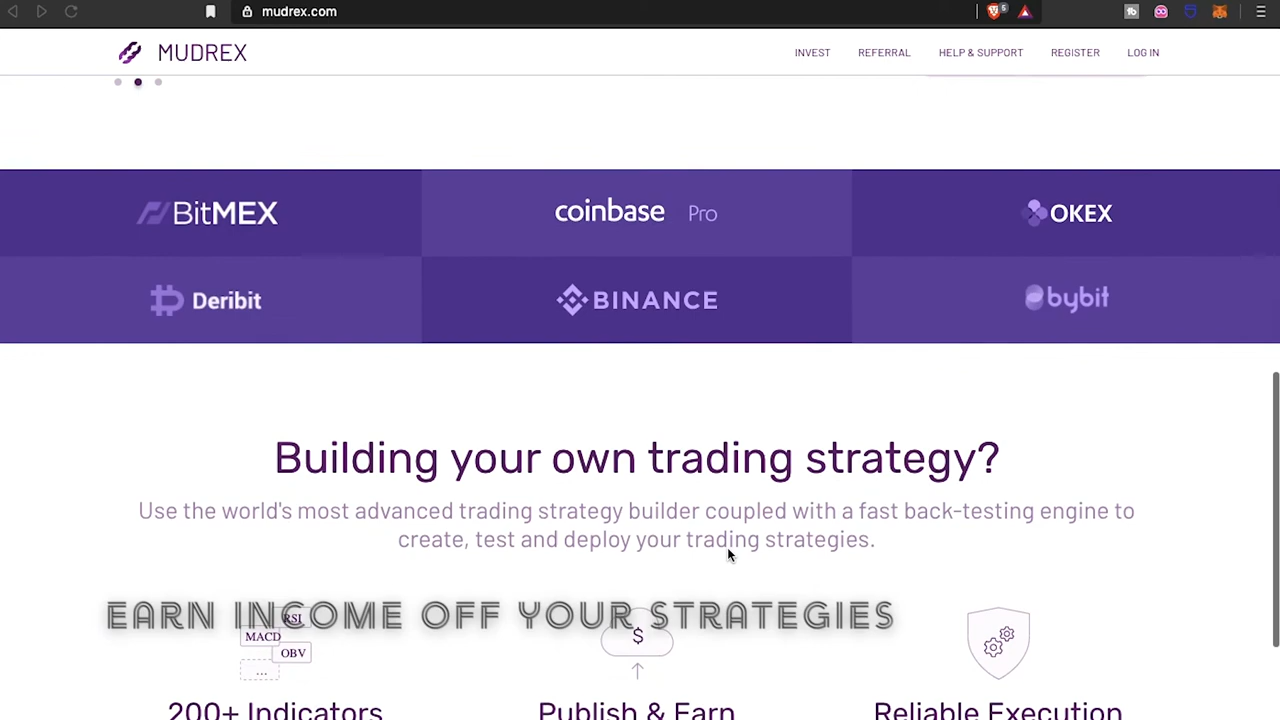 mudrex.com
5
MUDREX
INVEST REFERRAL HELP & SUPPORT REGISTER LOG IN
BitMEX coinbase Pro OKEX
Deribit BINANCE bybit
Building your own trading strategy?
Use the world's most advanced trading strategy builder coupled with a fast back-testing engine to
create, test and deploy your trading strategies.
EARN INCOME OFF YOUR STRATEGIES
RSI
MACD
OBV
...
$
200+ Indicators Publish & Earn Reliable Execution